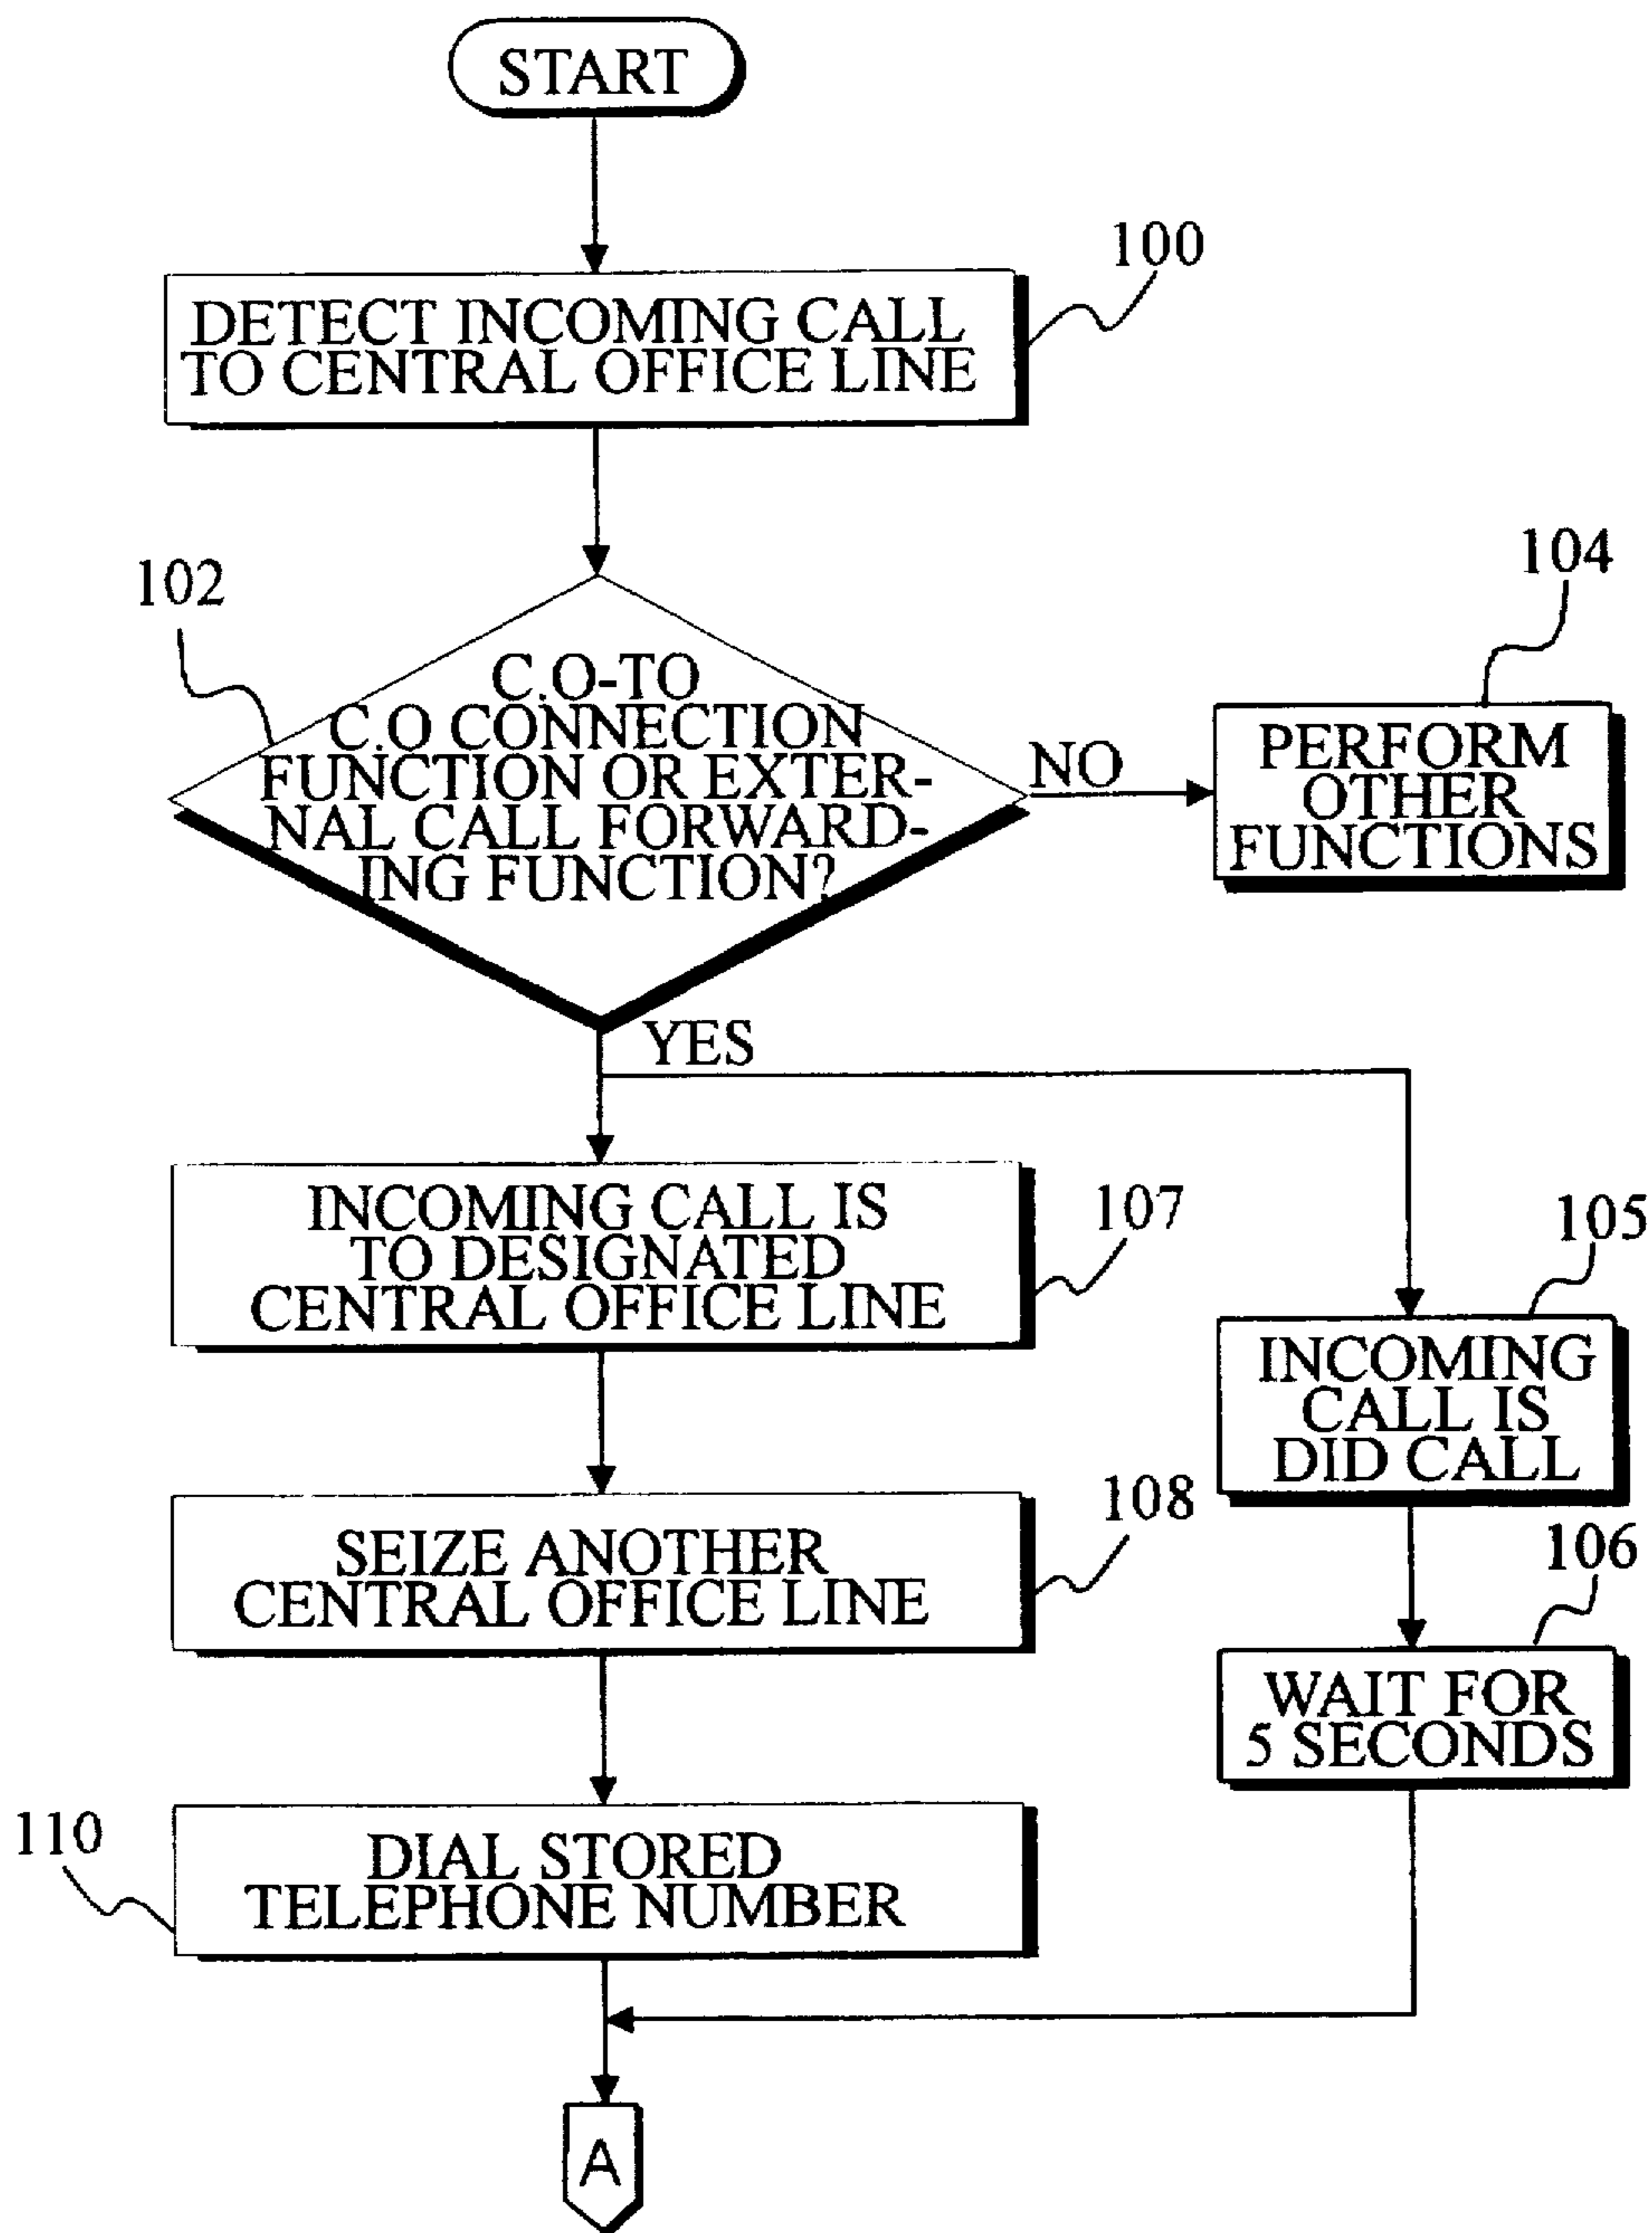 START
100
DETECT INCOMING CALL
TO CENTRAL OFFICE LINE
102
C.O-TO
C.O CONNECTION
FUNCTION OR EXTER-
NAL CALL FORWARD-
ING FUNCTION?
NO
104
PERFORM
OTHER
FUNCTIONS
YES
INCOMING CALL IS
TO DESIGNATED
CENTRAL OFFICE LINE
107
105
INCOMING
CALL IS
DID CALL
SEIZE ANOTHER
CENTRAL OFFICE LINE
108
106
WAIT FOR
5 SECONDS
110
DIAL STORED
TELEPHONE NUMBER
A